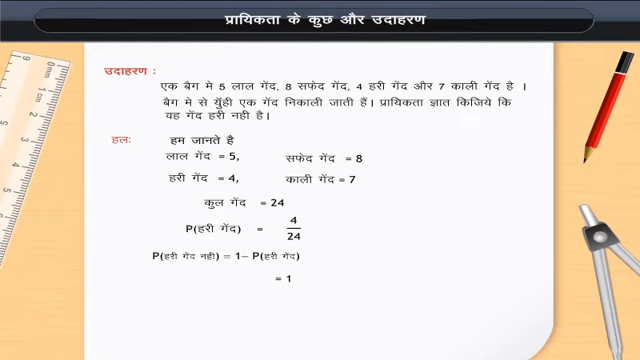 प्रायिकता के कुछ और उदाहरण
उदाहरण :
एक बैग मे 5 लाल गेंद, 8 सफेद गेंद, 4 हरी गेंद और 7 काली गेंद है ।
बैग मे से युँही एक गेंद निकाली जाती हैं। प्रायिकता ज्ञात किजिये कि
वह गेंद हरी नही है।
हलः हम जानते है
लाल गेंद = 5, सफेद गेंद = 8
हरी गेंद = 4, काली गेंद = 7
कुल गेंद = 24
P(हरी गेंद) = 4/24
P(हरी गेंद नही) = 1– P(हरी गेंद)
= 1